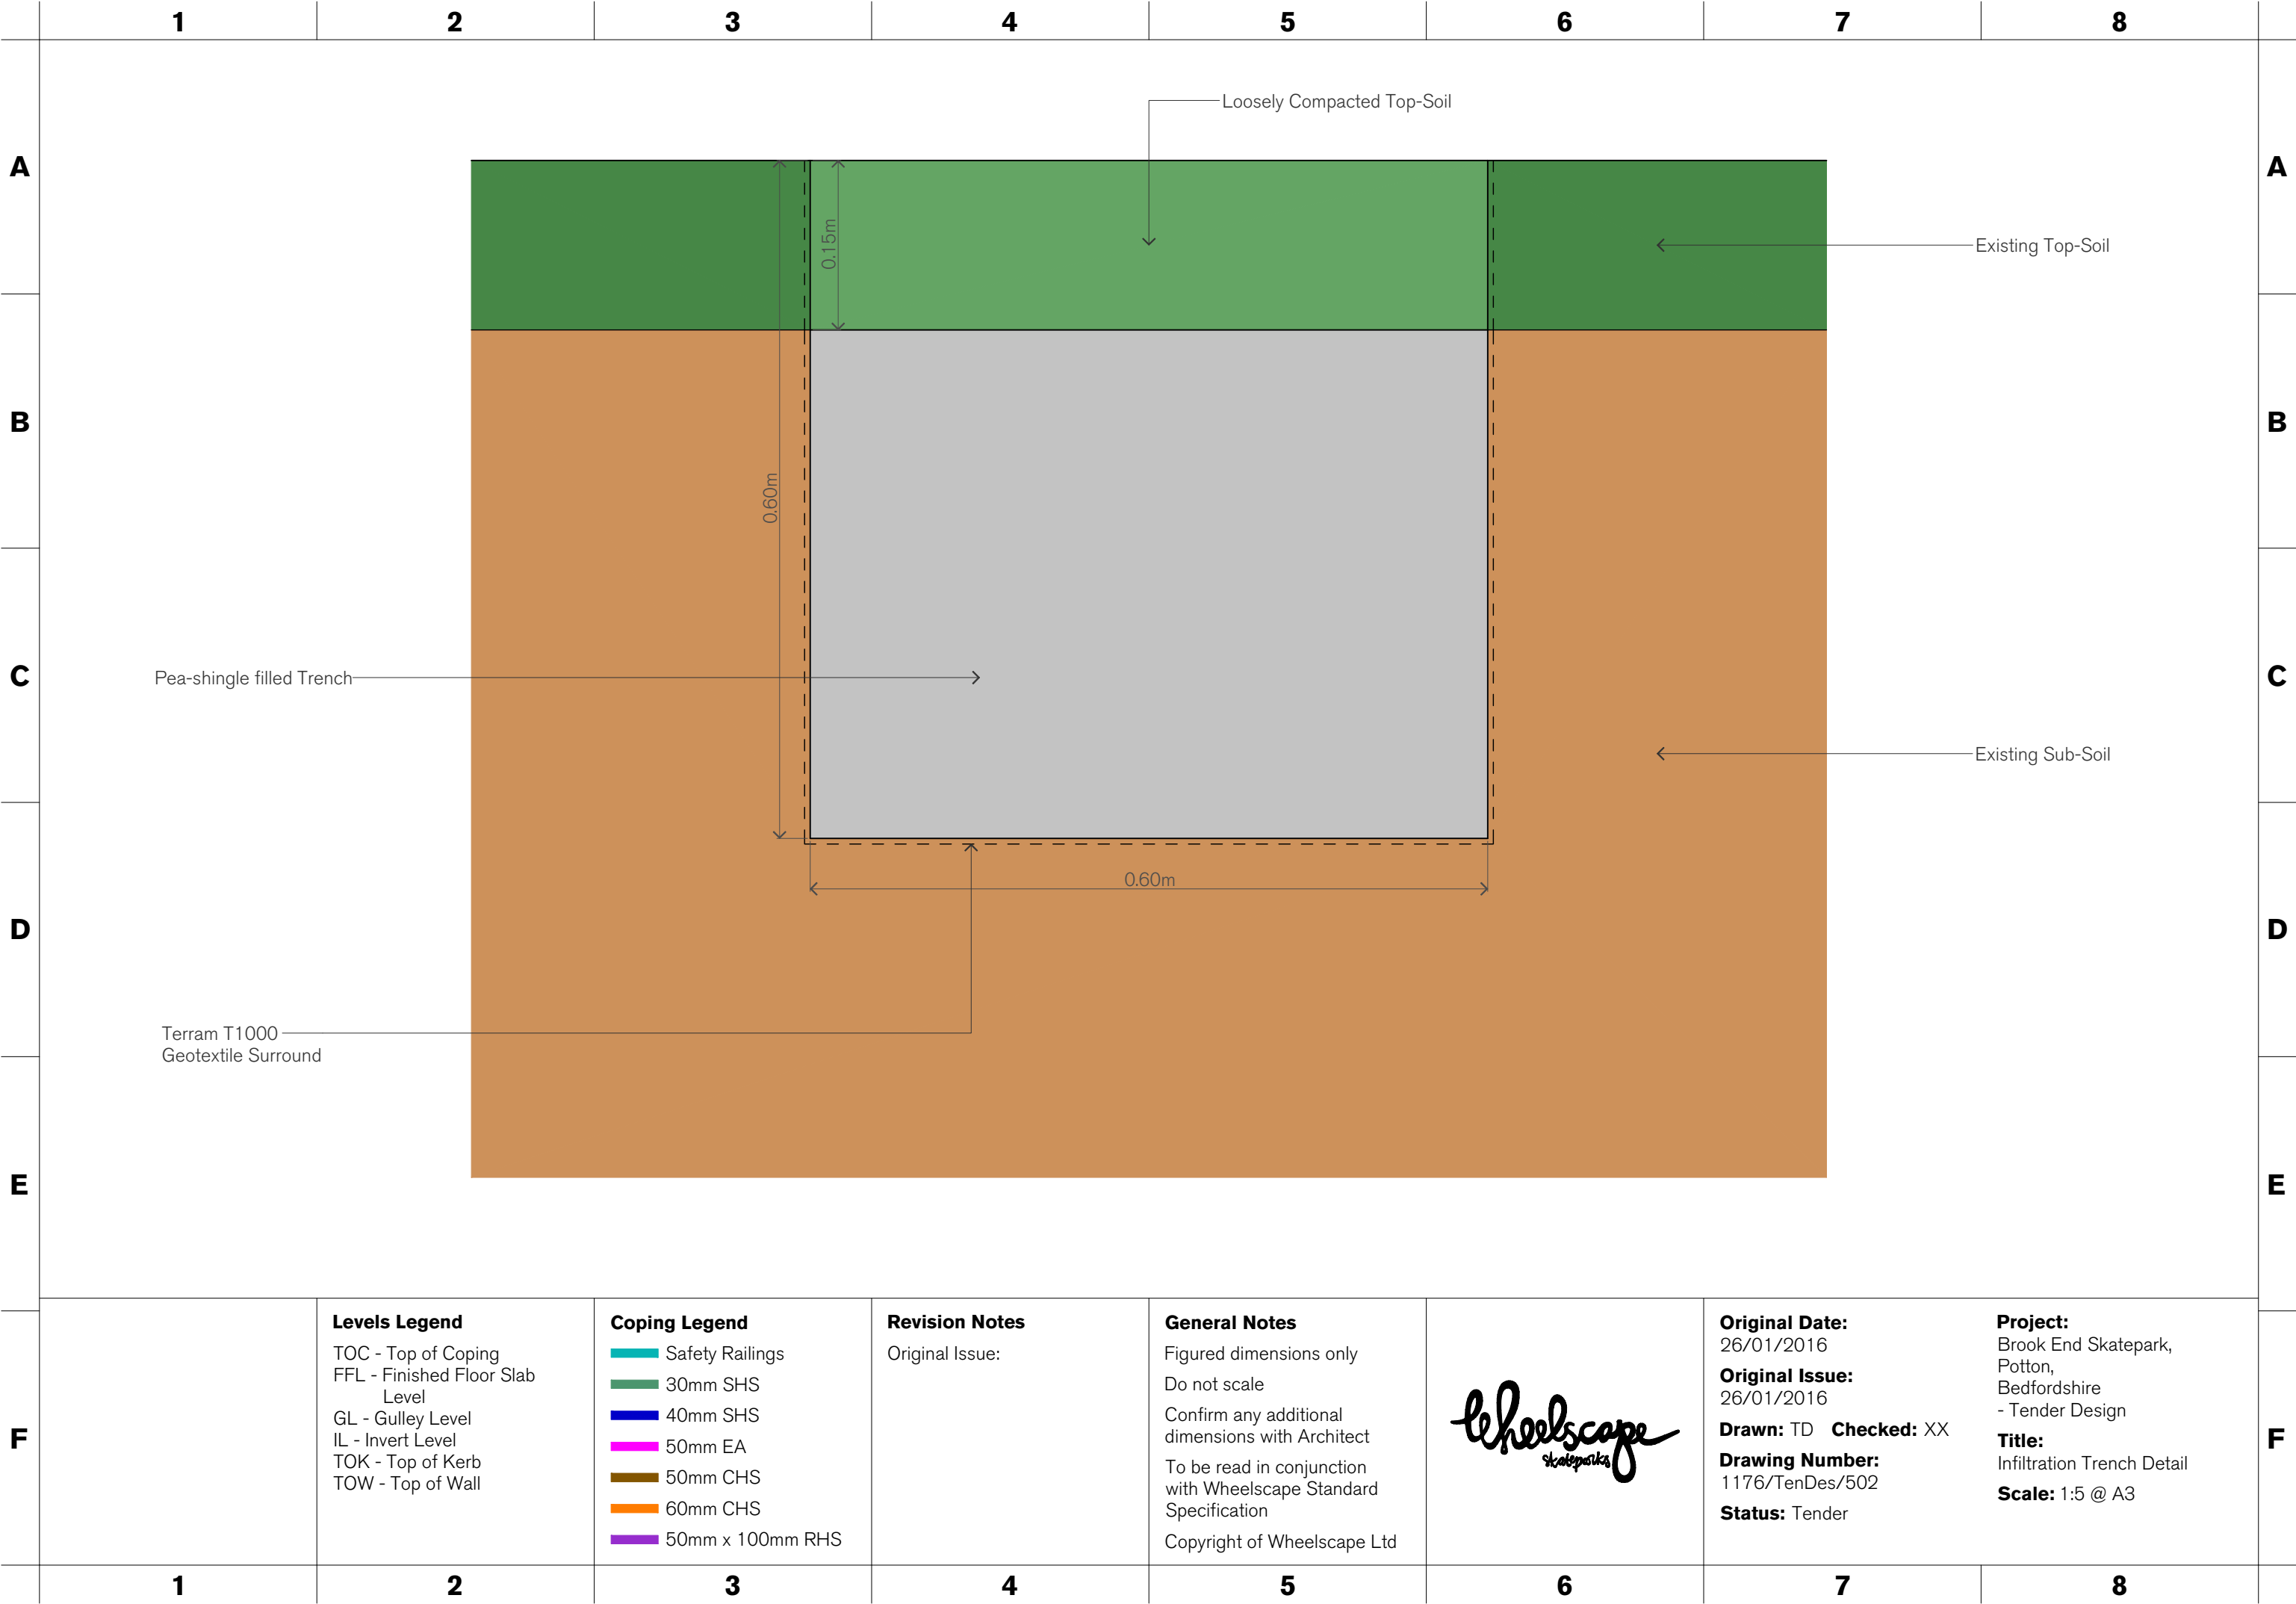 1 2 3 4 5 6 7 8
Loosely Compacted Top-Soil
A A
0.15m
Existing Top-Soil
B B
0.60m
C C
Pea-shingle filled Trench
Existing Sub-Soil
0.60m
D D
Terram T1000
Geotextile Surround
E E
Levels Legend
TOC - Top of Coping
FFL - Finished Floor Slab
Level
GL - Gulley Level
IL - Invert Level
TOK - Top of Kerb
TOW - Top of Wall
Coping Legend
Safety Railings
30mm SHS
40mm SHS
50mm EA
50mm CHS
60mm CHS
50mm x 100mm RHS
Revision Notes
Original Issue:
General Notes
Figured dimensions only
Do not scale
Confirm any additional
dimensions with Architect
To be read in conjunction
with Wheelscape Standard
Specification
Copyright of Wheelscape Ltd
Wheelscape
skateparks
Original Date:
26/01/2016
Original Issue:
26/01/2016
Drawn: TD Checked: XX
Drawing Number:
1176/TenDes/502
Status: Tender
Project:
Brook End Skatepark,
Potton,
Bedfordshire
- Tender Design
Title:
Infiltration Trench Detail
Scale: 1:5 @ A3
F F
1 2 3 4 5 6 7 8